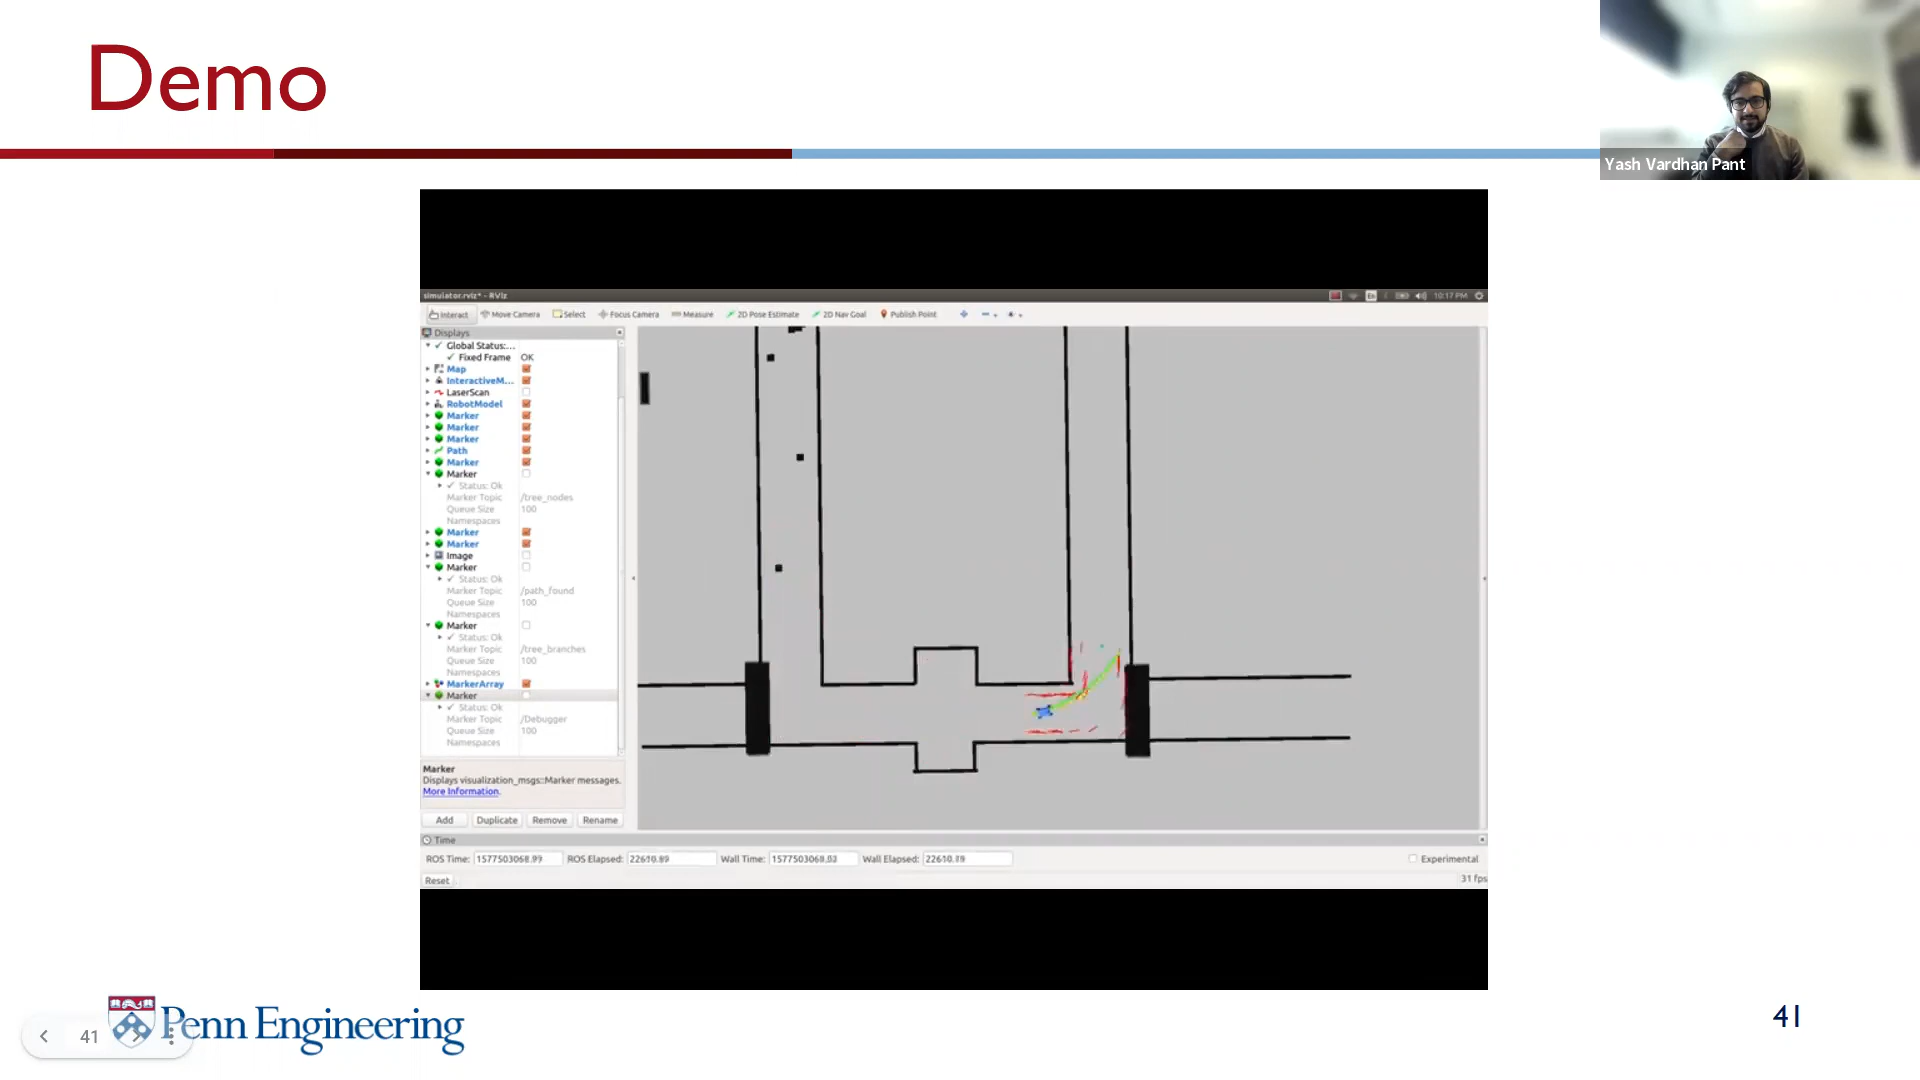 Demo
Yash Vardhan Pant
simulator.rviz* - RViz
En
10:17 PM
Interact
Move Camera
Select
Focus Camera
Measure
2D Pose Estimate
2D Nav Goal
Publish Point
Displays
Global Status:...
Fixed Frame OK
Map
InteractiveM...
LaserScan
RobotModel
Marker
Marker
Marker
Path
Marker
Marker
Status: Ok
Marker Topic /tree_nodes
Queue Size 100
Namespaces
Marker
Marker
Image
Marker
Status: Ok
Marker Topic /path_found
Queue Size 100
Namespaces
Marker
Status: Ok
Marker Topic /tree_branches
Queue Size 100
Namespaces
MarkerArray
Marker
Status: Ok
Marker Topic /Debugger
Queue Size 100
Namespaces
Marker
Displays visualization_msgs::Marker messages.
More Information.
Add Duplicate Remove Rename
Time
ROS Time: ROS Elapsed: Wall Time: Wall Elapsed: Experimental
Reset 31 fps
41
Penn Engineering
41